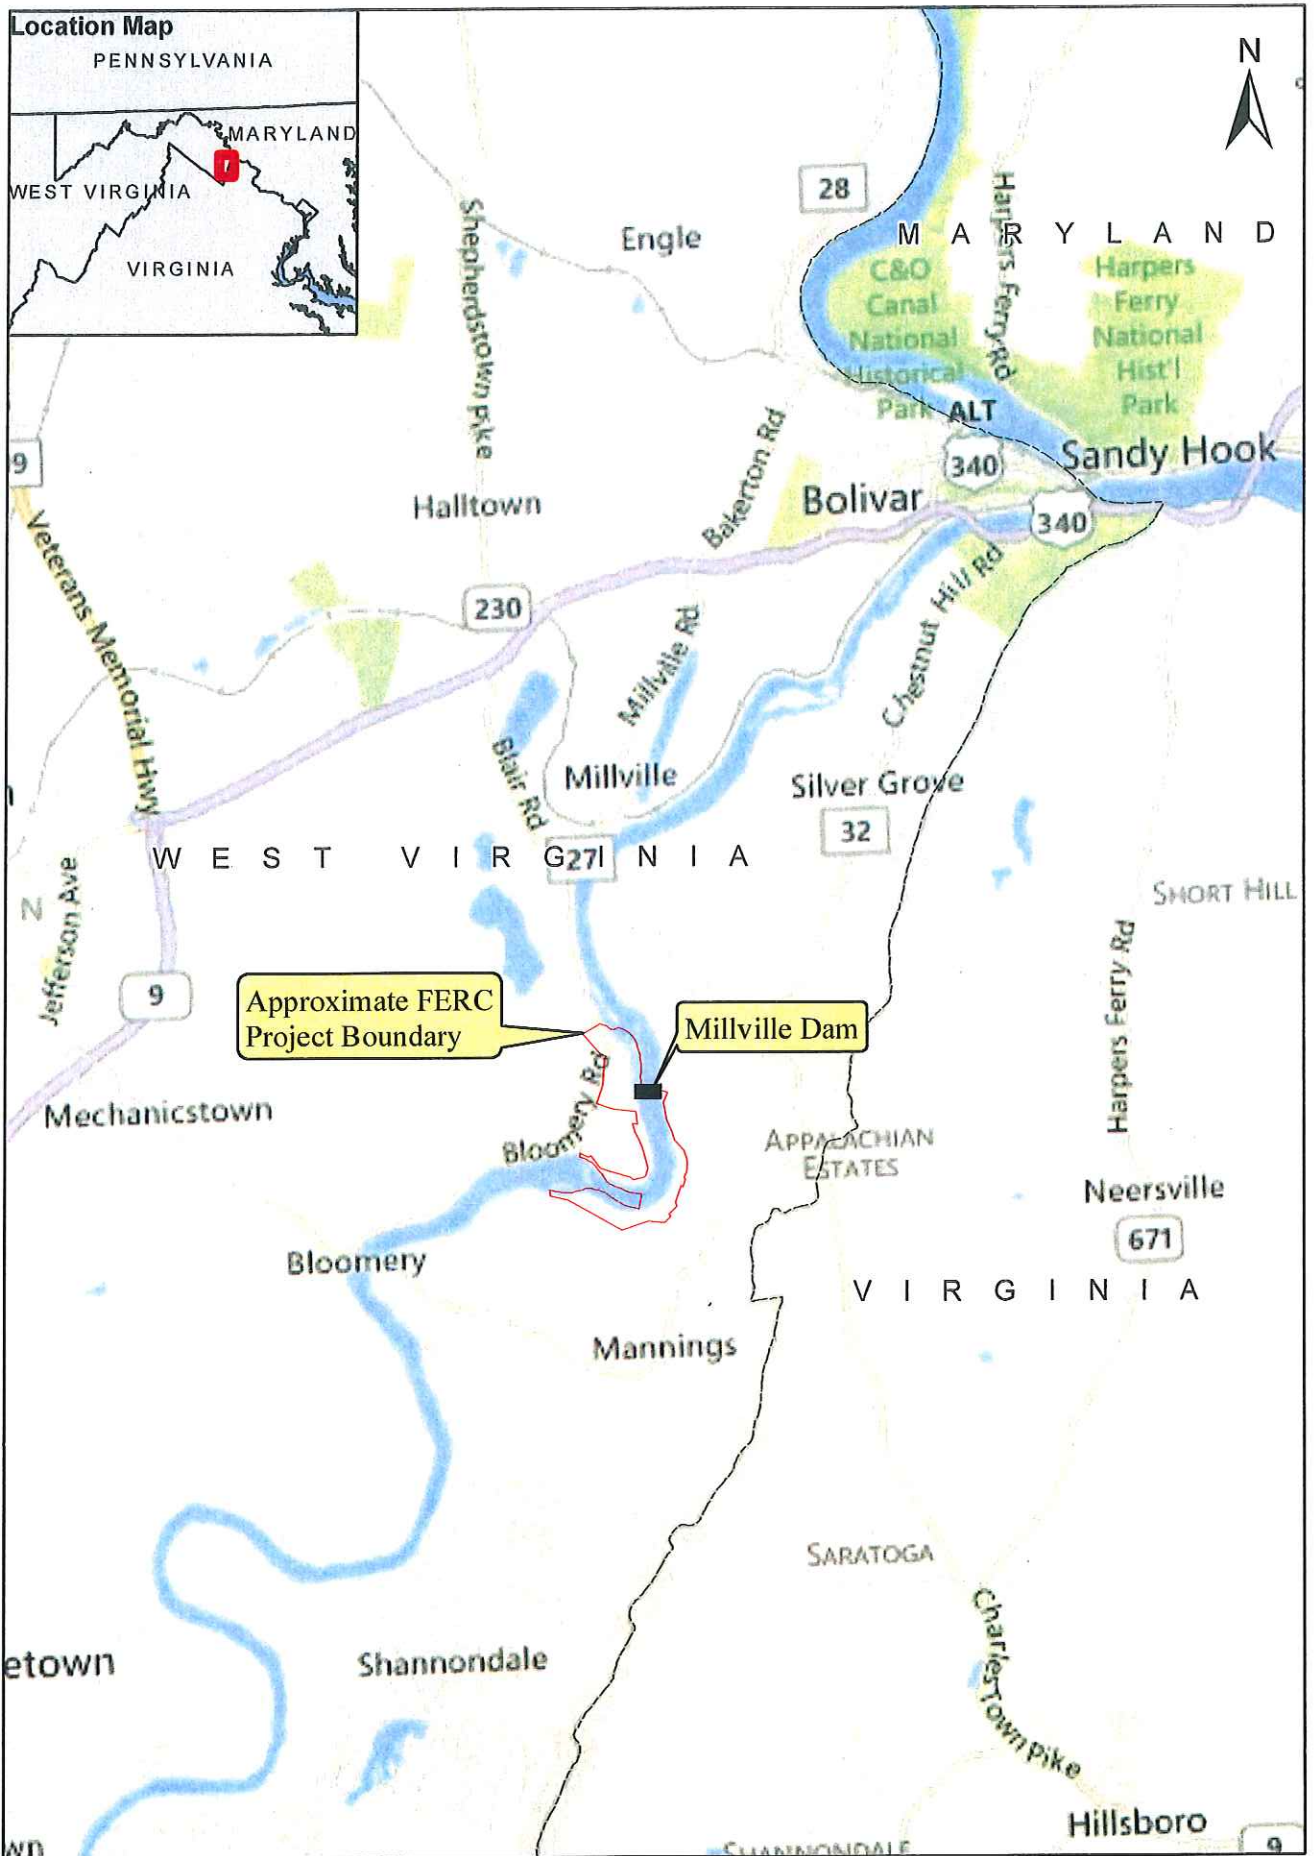 Location Map
PENNSYLVANIA
MARYLAND
WEST VIRGINIA
VIRGINIA
N
28
Engle
Shepherdstown Pike
Harpers Ferry Rd
M A R Y L A N D
C&O
Canal
National
Historical
Park
Harpers
Ferry
National
Hist'l
Park
ALT
340
Sandy Hook
9
Bakerton Rd
Halltown
Bolivar
340
Veterans Memorial Hwy
230
Millville Rd
Chestnut Hill Rd
Blair Rd
Millville
Silver Grove
32
W E S T V I R G I N I A
27
Jefferson Ave
N
SHORT HILL
Harpers Ferry Rd
9
Approximate FERC
Project Boundary
Millville Dam
Bloomery Rd
Mechanicstown
APPALACHIAN
ESTATES
Neersville
671
Bloomery
V I R G I N I A
Mannings
SARATOGA
Charles Town Pike
etown
Shannondale
Hillsboro
wn
SHANNONDALE
9